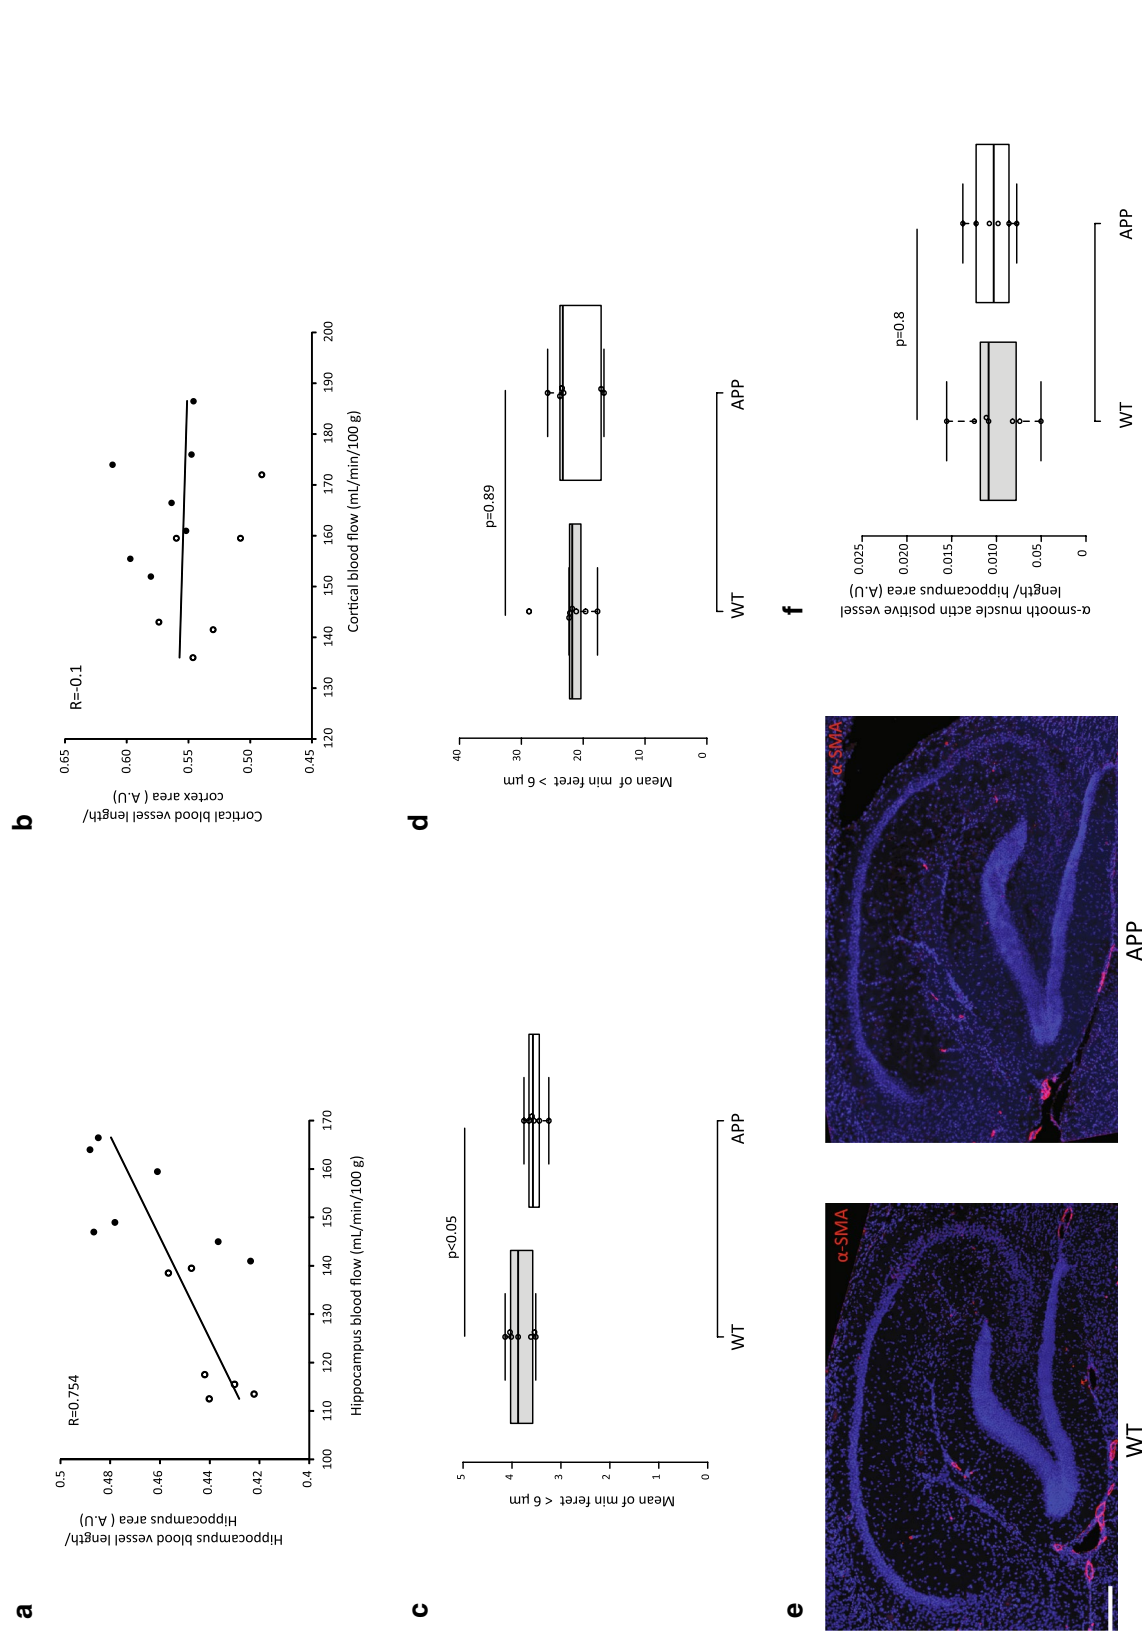 a
Hippocampus blood vessel length/
Hippocampus area ( A.U)
0.5
0.48
0.46
0.44
0.42
0.4
R=0.754
100
110
120
130
140
150
160
170
Hippocampus blood flow (mL/min/100 g)
b
Cortical blood vessel length/
cortex area ( A.U)
0.65
0.60
0.55
0.50
0.45
R=-0.1
120
130
140
150
160
170
180
190
200
Cortical blood flow (mL/min/100 g)
c
Mean of min feret < 6 µm
5
4
3
2
1
0
p<0.05
WT
APP
d
Mean of min feret > 6 µm
40
30
20
10
0
p=0.89
WT
APP
e
α-SMA
α-SMA
WT
APP
f
α-smooth muscle actin positive vessel
length/ hippocampus area (A.U)
0.025
0.020
0.015
0.010
0.05
0
p=0.8
WT
APP